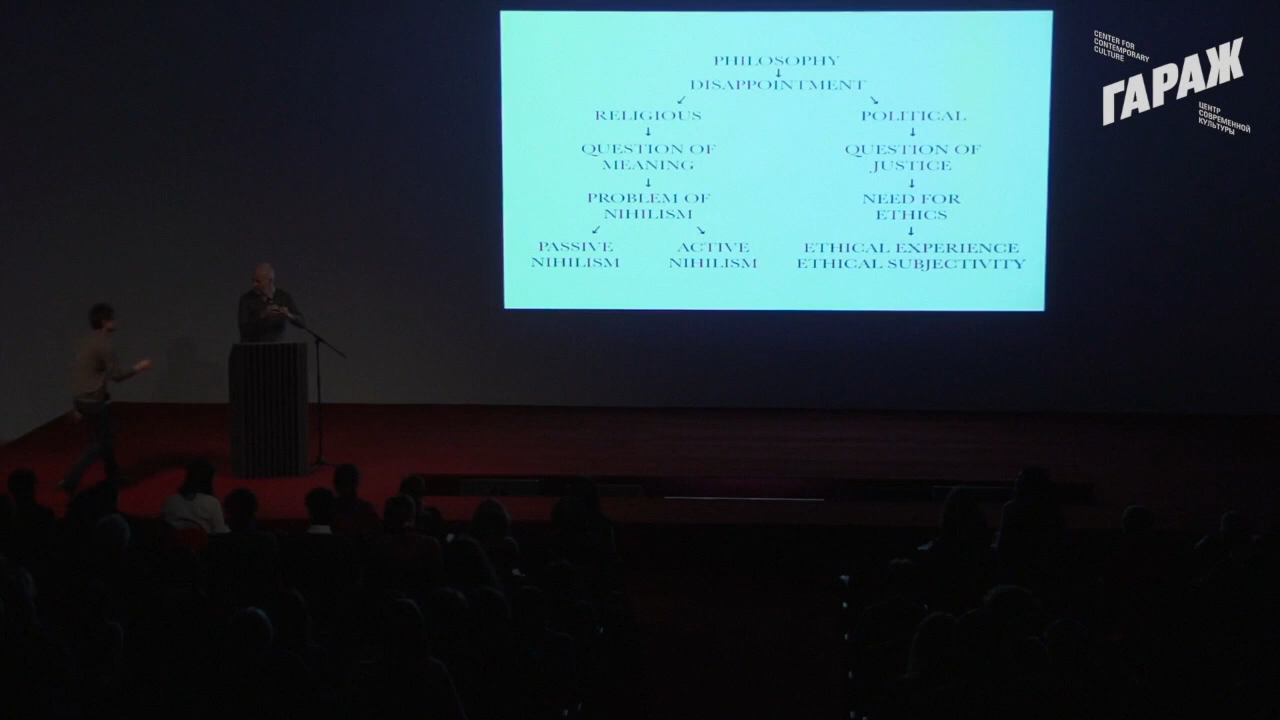 PHILOSOPHY
↓
DISAPPOINTMENT
↙ ↘
RELIGIOUS POLITICAL
↓ ↓
QUESTION OF QUESTION OF
MEANING JUSTICE
↓ ↓
PROBLEM OF NEED FOR
NIHILISM ETHICS
↙ ↘ ↓
PASSIVE ACTIVE ETHICAL EXPERIENCE
NIHILISM NIHILISM ETHICAL SUBJECTIVITY
CENTER FOR
CONTEMPORARY
CULTURE
ГАРАЖ
ЦЕНТР
СОВРЕМЕННОЙ
КУЛЬТУРЫ